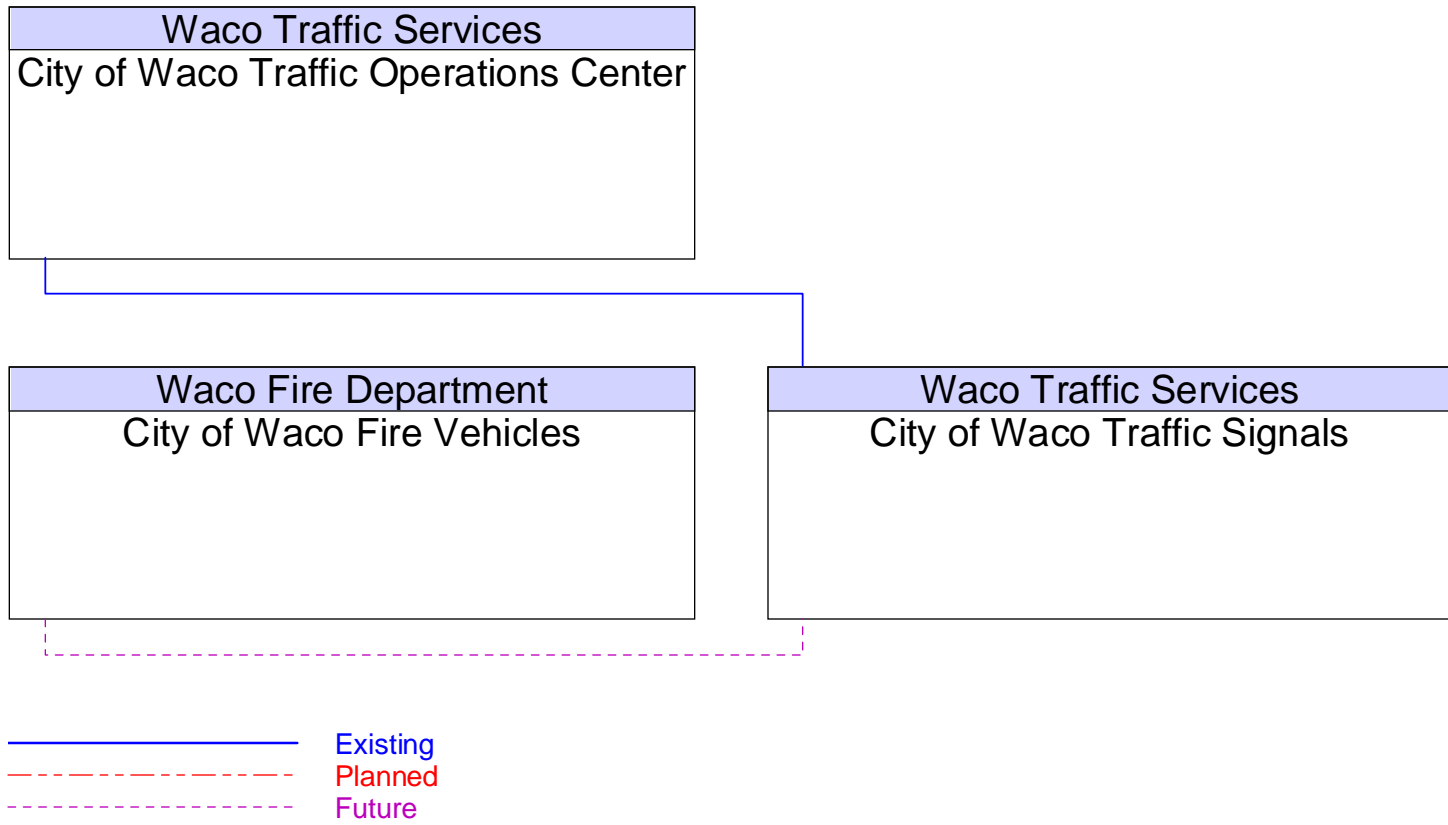 Waco Traffic Services
City of Waco Traffic Operations Center
Waco Fire Department
City of Waco Fire Vehicles
Waco Traffic Services
City of Waco Traffic Signals
Existing
Planned
Future